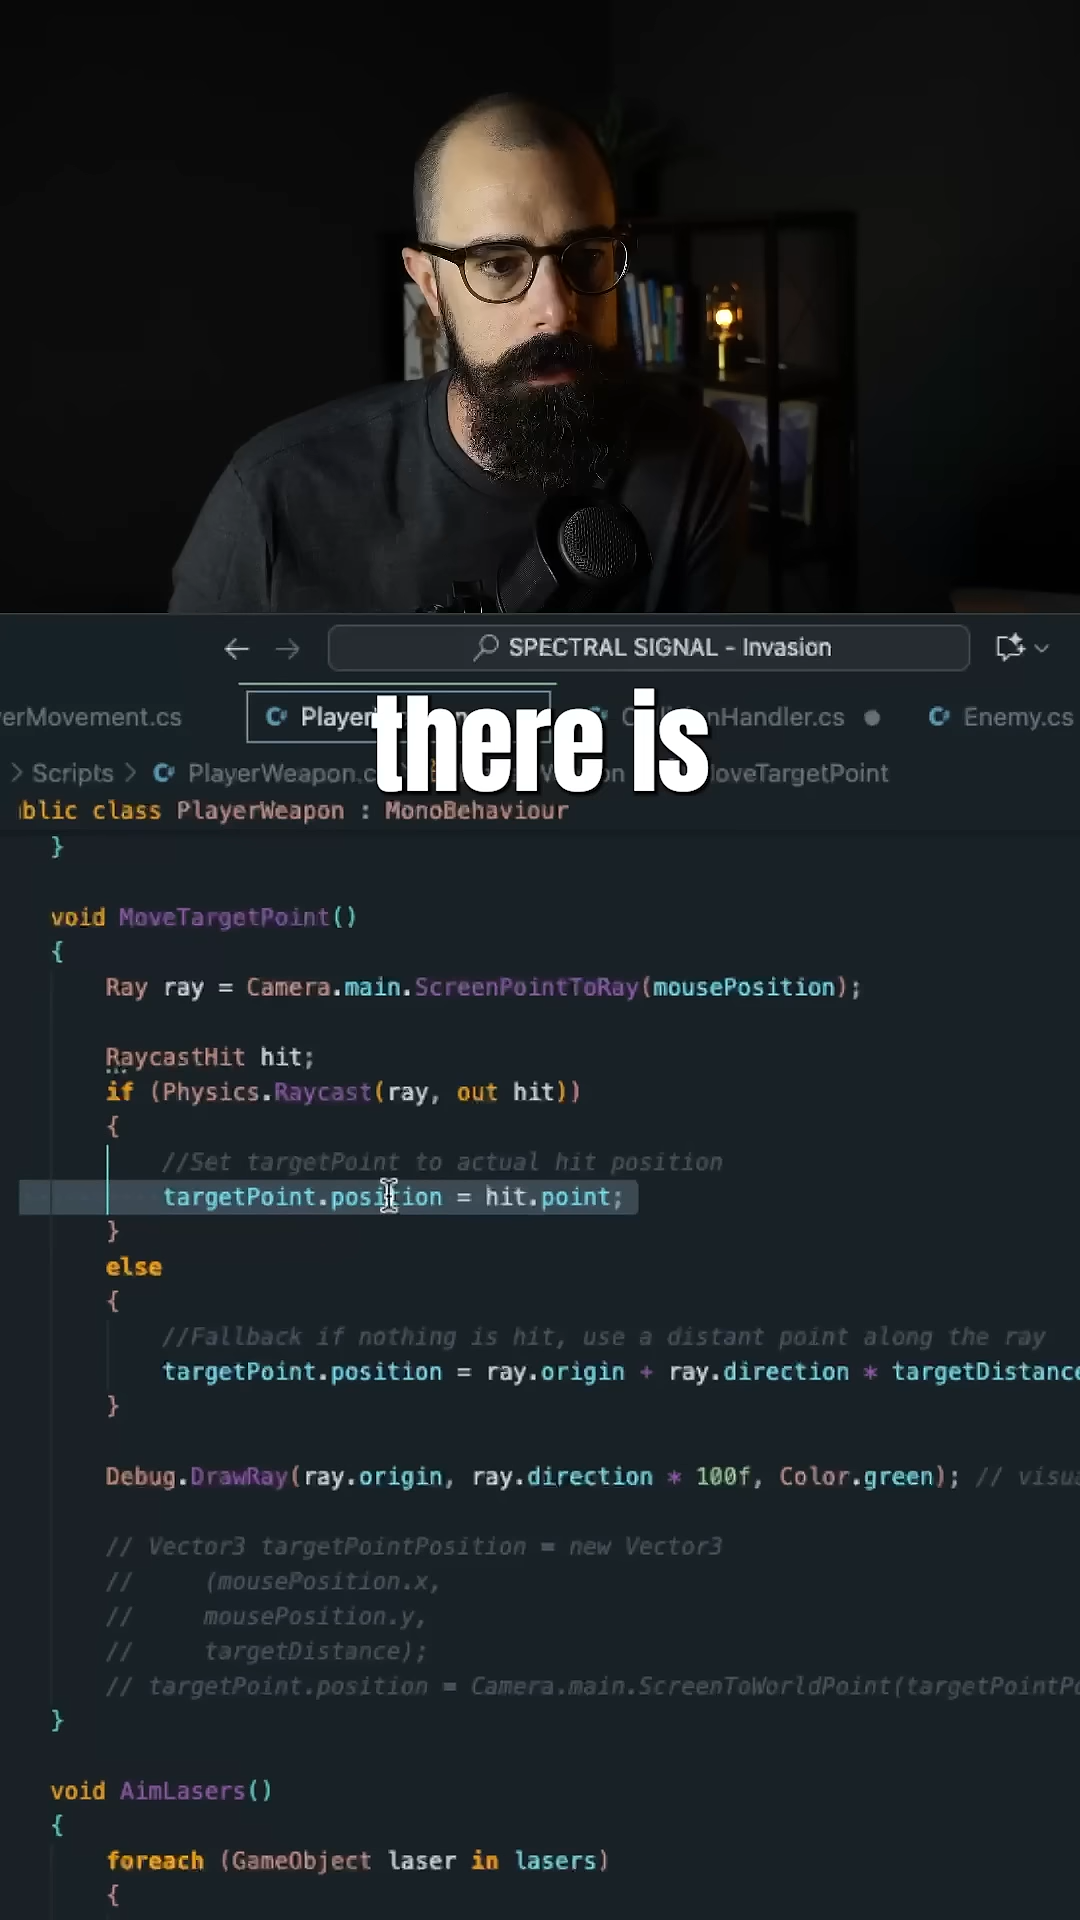 SPECTRAL SIGNAL - Invasion
erMovement.cs
Player
Handler.cs
Enemy.cs
there is
Scripts
PlayerWeapon.c
MoveTargetPoint
blic class PlayerWeapon : MonoBehaviour
}
void MoveTargetPoint()
{
Ray ray = Camera.main.ScreenPointToRay(mousePosition);
RaycastHit hit;
if (Physics.Raycast(ray, out hit))
{
//Set targetPoint to actual hit position
targetPoint.position = hit.point;
}
else
{
//Fallback if nothing is hit, use a distant point along the ray
targetPoint.position = ray.origin + ray.direction * targetDistance
}
Debug.DrawRay(ray.origin, ray.direction * 100f, Color.green); // visu
// Vector3 targetPointPosition = new Vector3
// (mousePosition.x,
// mousePosition.y,
// targetDistance);
// targetPoint.position = Camera.main.ScreenToWorldPoint(targetPointP
}
void AimLasers()
{
foreach (GameObject laser in lasers)
{